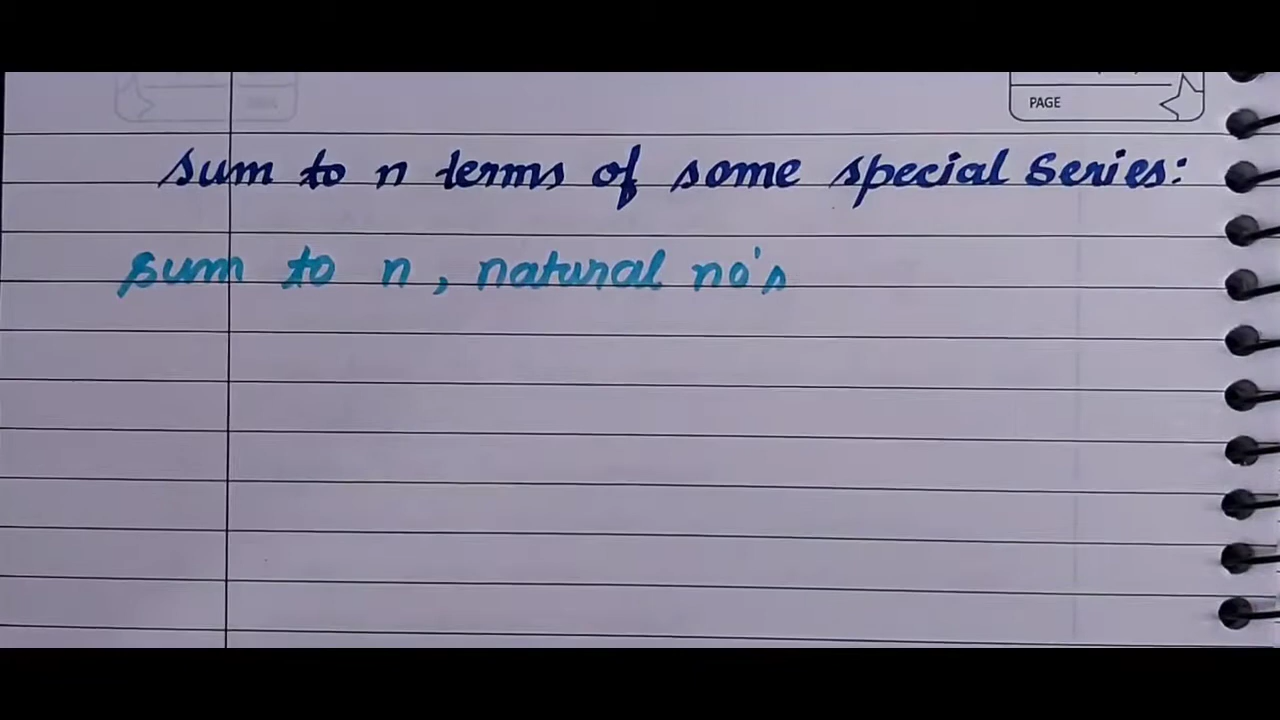 PAGE
sum to n terms of some special series:
sum to n, natural no's